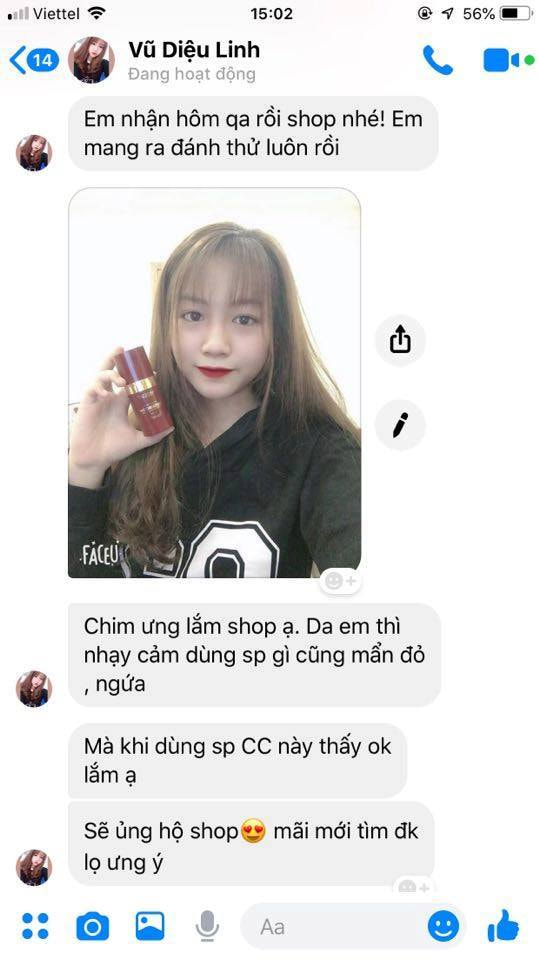 Viettel
15:02
56%
14
Vũ Diệu Linh
Đang hoạt động
Em nhận hôm qa rồi shop nhé! Em
mang ra đánh thử luôn rồi
FACEU
Chim ưng lắm shop ạ. Da em thì
nhạy cảm dùng sp gì cũng mẩn đỏ
, ngứa
Mà khi dùng sp CC này thấy ok
lắm ạ
Sẽ ủng hộ shop😍 mãi mới tìm đk
lọ ưng ý
Aa